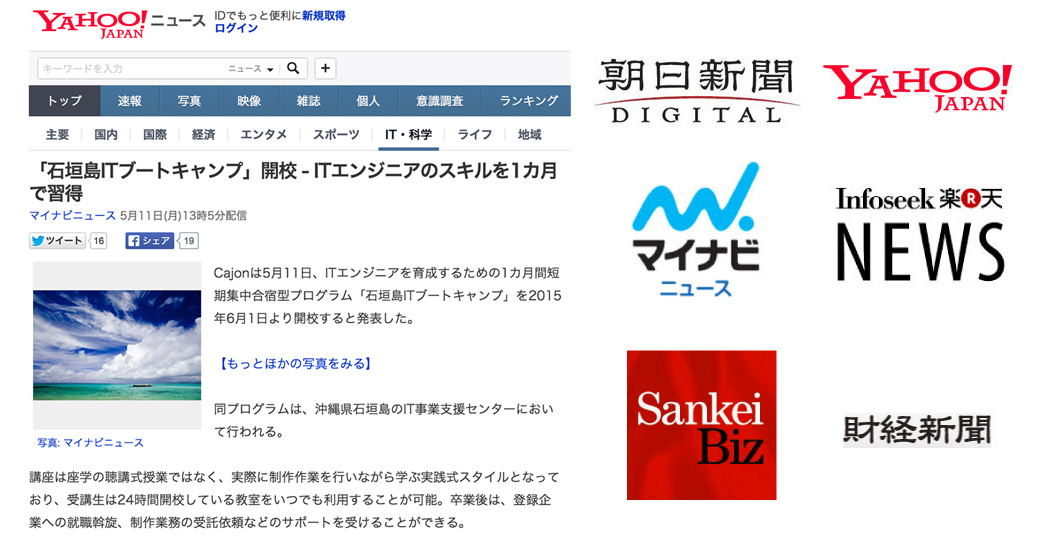 YAHOO! ニュース
JAPAN
IDでもっと便利に新規取得
ログイン
キーワードを入力 ニュース +
トップ 速報 写真 映像 雑誌 個人 意識調査 ランキング
主要 国内 国際 経済 エンタメ スポーツ IT・科学 ライフ 地域
「石垣島ITブートキャンプ」開校 – ITエンジニアのスキルを1カ月
で習得
マイナビニュース 5月11日(月)13時5分配信
ツイート 16 シェア 19
Cajonは5月11日、ITエンジニアを育成するための1カ月間短
期集中合宿型プログラム「石垣島ITブートキャンプ」を2015
年6月1日より開校すると発表した。
【もっとほかの写真をみる】
同プログラムは、沖縄県石垣島のIT事業支援センターにおい
て行われる。
写真: マイナビニュース
講座は座学の聴講式授業ではなく、実際に制作作業を行いながら学ぶ実践式スタイルとなって
おり、受講生は24時間開校している教室をいつでも利用することが可能。卒業後は、登録企
業への就職斡旋、制作業務の受託依頼などのサポートを受けることができる。
朝日新聞
DIGITAL
YAHOO!
JAPAN
マイナビ
ニュース
Infoseek 楽R天
NEWS
Sankei
Biz
財経新聞